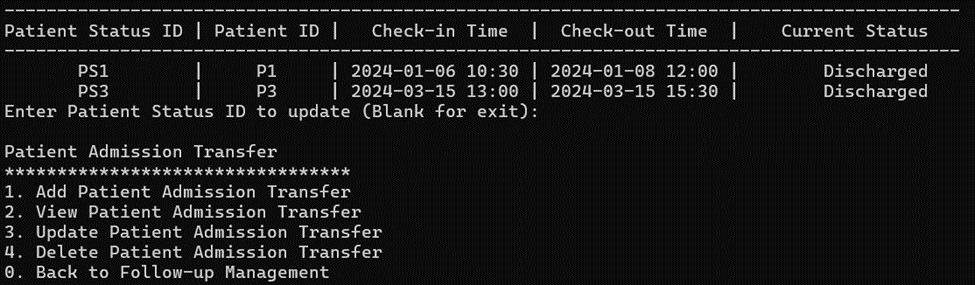 --------------------------------------------------------------------------------------------
Patient Status ID | Patient ID |   Check-in Time  |  Check-out Time  |    Current Status
--------------------------------------------------------------------------------------------
       PS1        |     P1     | 2024-01-06 10:30 | 2024-01-08 12:00 |        Discharged
       PS3        |     P3     | 2024-03-15 13:00 | 2024-03-15 15:30 |        Discharged
Enter Patient Status ID to update (Blank for exit):

Patient Admission Transfer
*********************************
1. Add Patient Admission Transfer
2. View Patient Admission Transfer
3. Update Patient Admission Transfer
4. Delete Patient Admission Transfer
0. Back to Follow-up Management